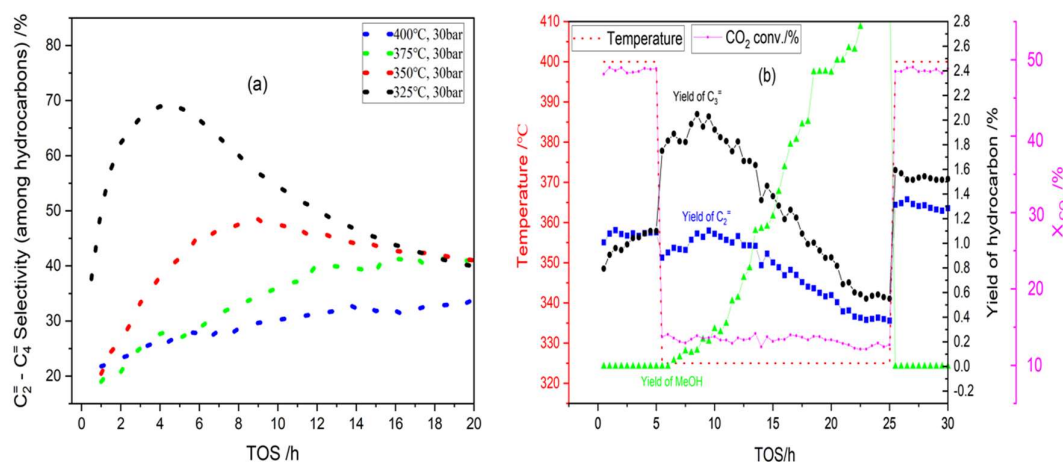 C₂⁼ - C₄⁼ Selectivity (among hydrocarbons) /%
80
70
60
50
40
30
20
(a)
400°C, 30bar
375°C, 30bar
350°C, 30bar
325°C, 30bar
0 2 4 6 8 10 12 14 16 18 20
TOS /h
Temperature /°C
410
400
390
380
370
360
350
340
330
320
Temperature
CO₂ conv./%
(b)
Yield of C₃⁼
Yield of C₂⁼
Yield of MeOH
0 5 10 15 20 25 30
TOS/h
2.8
2.6
2.4
2.2
2.0
1.8
1.6
1.4
1.2
1.0
0.8
0.6
0.4
0.2
0.0
-0.2
Yield of hydrocarbon /%
50
40
30
20
10